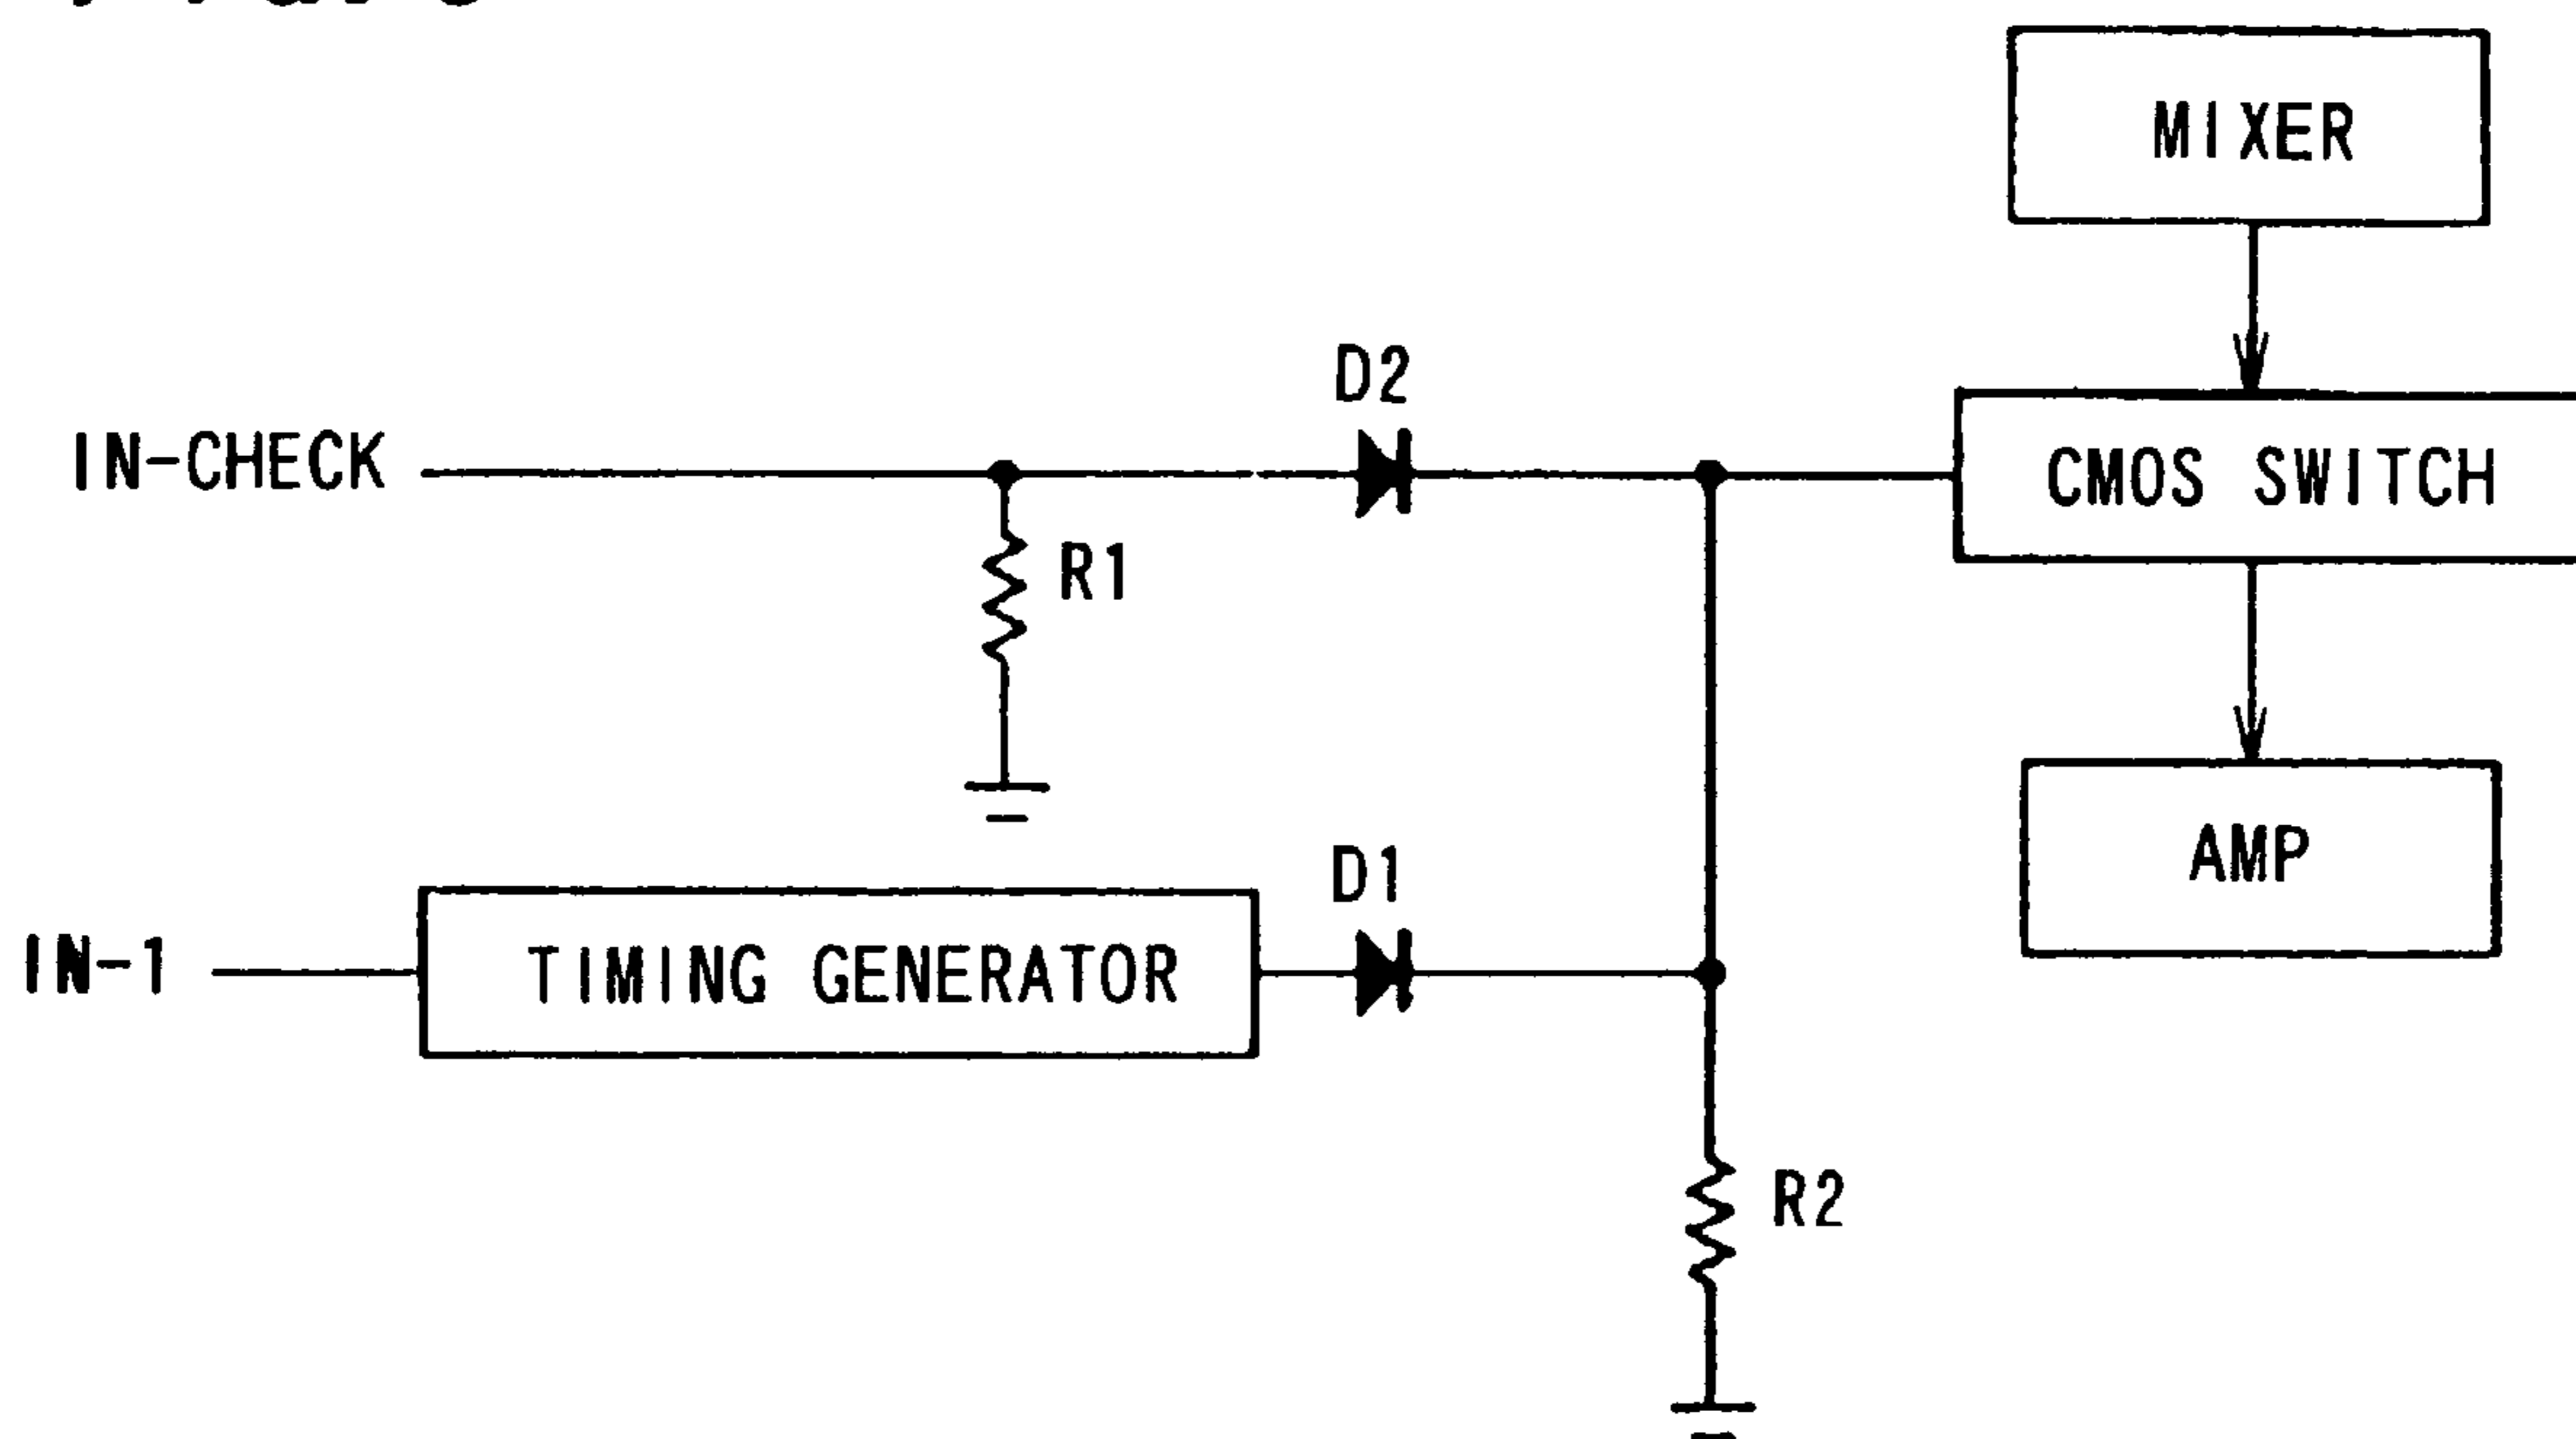 MIXER
D2
IN-CHECK
CMOS SWITCH
R1
D1
AMP
IN-1
TIMING GENERATOR
R2